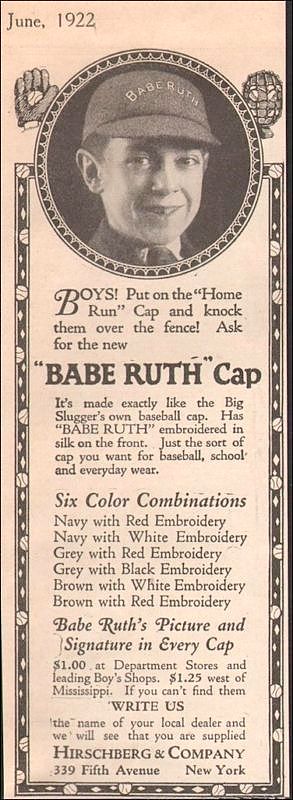 June, 1922
BABE RUTH
BOYS! Put on the "Home
Run" Cap and knock
them over the fence! Ask
for the new
"BABE RUTH" Cap
It's made exactly like the Big
Slugger's own baseball cap. Has
"BABE RUTH" embroidered in
silk on the front. Just the sort of
cap you want for baseball, school
and everyday wear.
Six Color Combinations
Navy with Red Embroidery
Navy with White Embroidery
Grey with Red Embroidery
Grey with Black Embroidery
Brown with White Embroidery
Brown with Red Embroidery
Babe Ruth's Picture and
Signature in Every Cap
$1.00 at Department Stores and
leading Boy's Shops. $1.25 west of
Mississippi. If you can't find them
WRITE US
the name of your local dealer and
we will see that you are supplied
HIRSCHBERG & COMPANY
339 Fifth Avenue New York